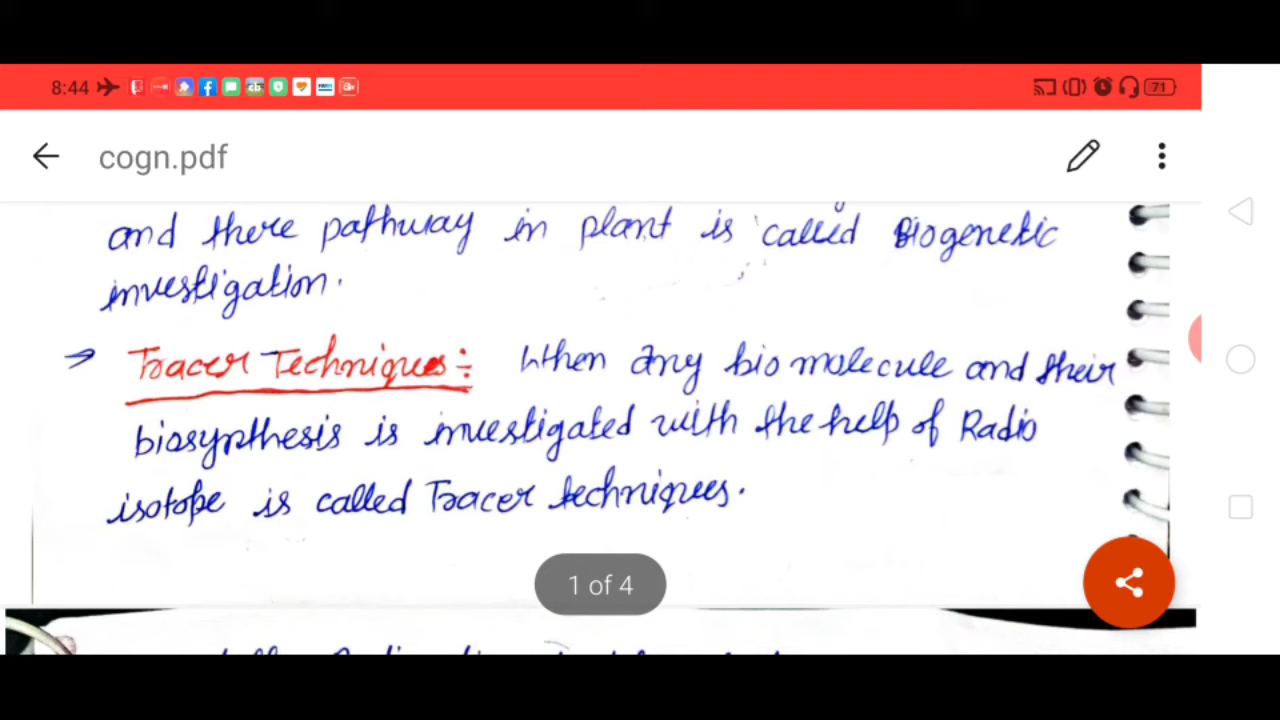 8:44
71
cogn.pdf
and there pathway in plant is called Biogenetic
investigation.
→ Tracer Techniques ÷ When any bio molecule and their
biosynthesis is investigated with the help of Radio
isotope is called Tracer techniques.
1 of 4